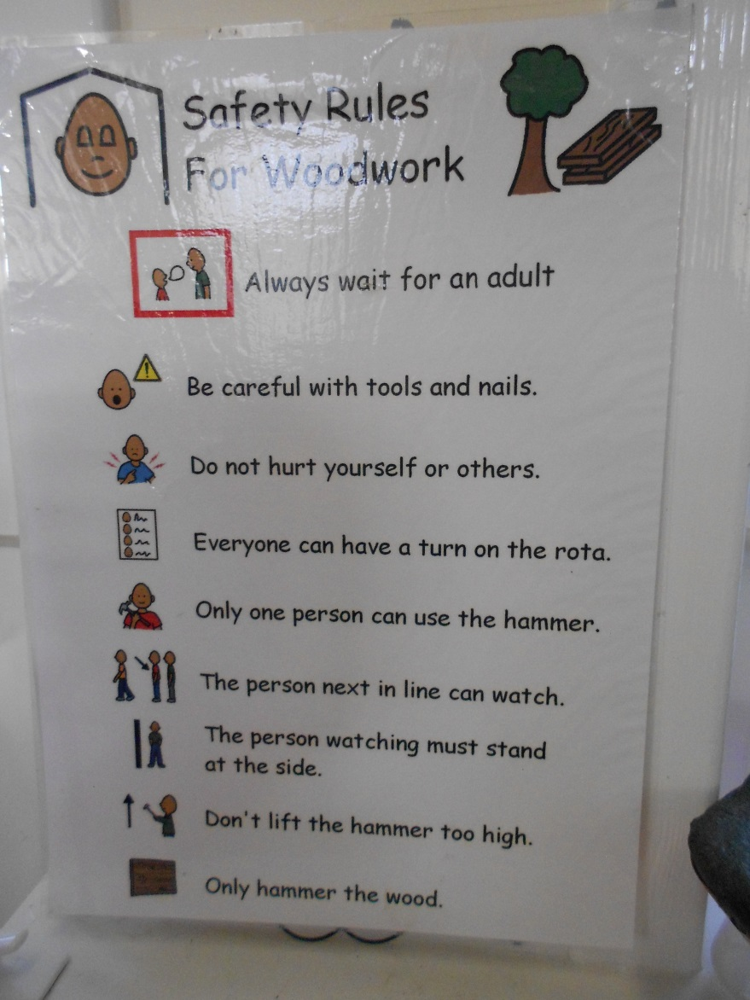 Safety Rules
For Woodwork
Always wait for an adult
Be careful with tools and nails.
Do not hurt yourself or others.
Everyone can have a turn on the rota.
Only one person can use the hammer.
The person next in line can watch.
The person watching must stand
at the side.
Don't lift the hammer too high.
Only hammer the wood.